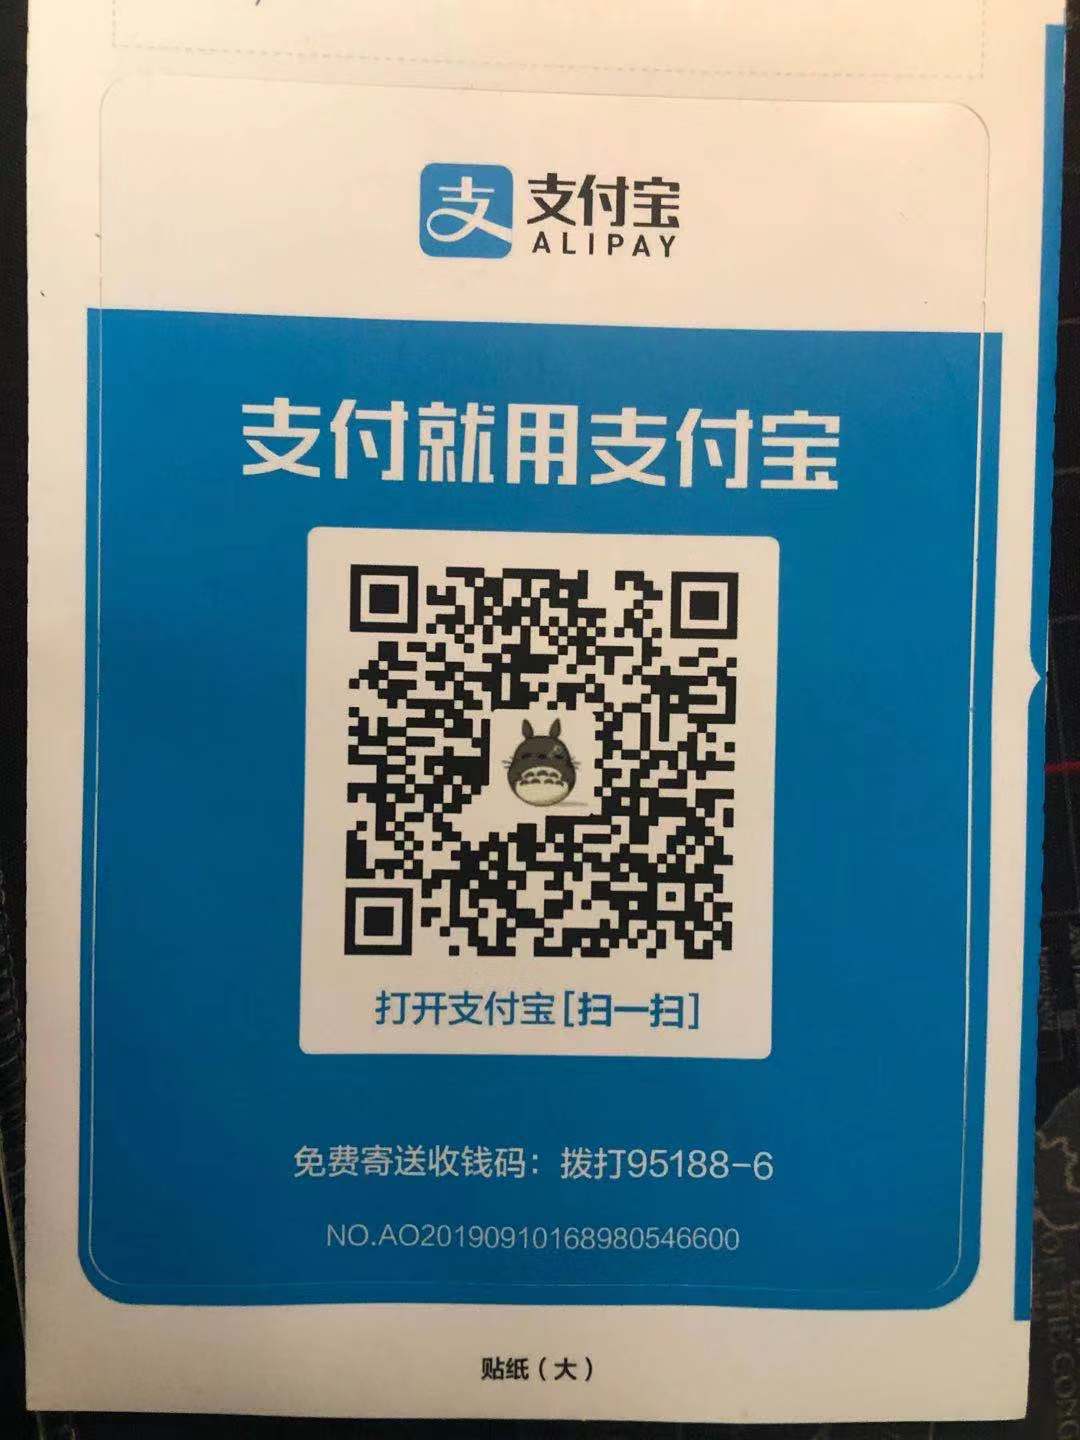 支付宝
ALIPAY
支付就用支付宝
打开支付宝[扫一扫]
免费寄送收钱码：拨打95188-6
NO.AO20190910168980546600
贴纸（大）